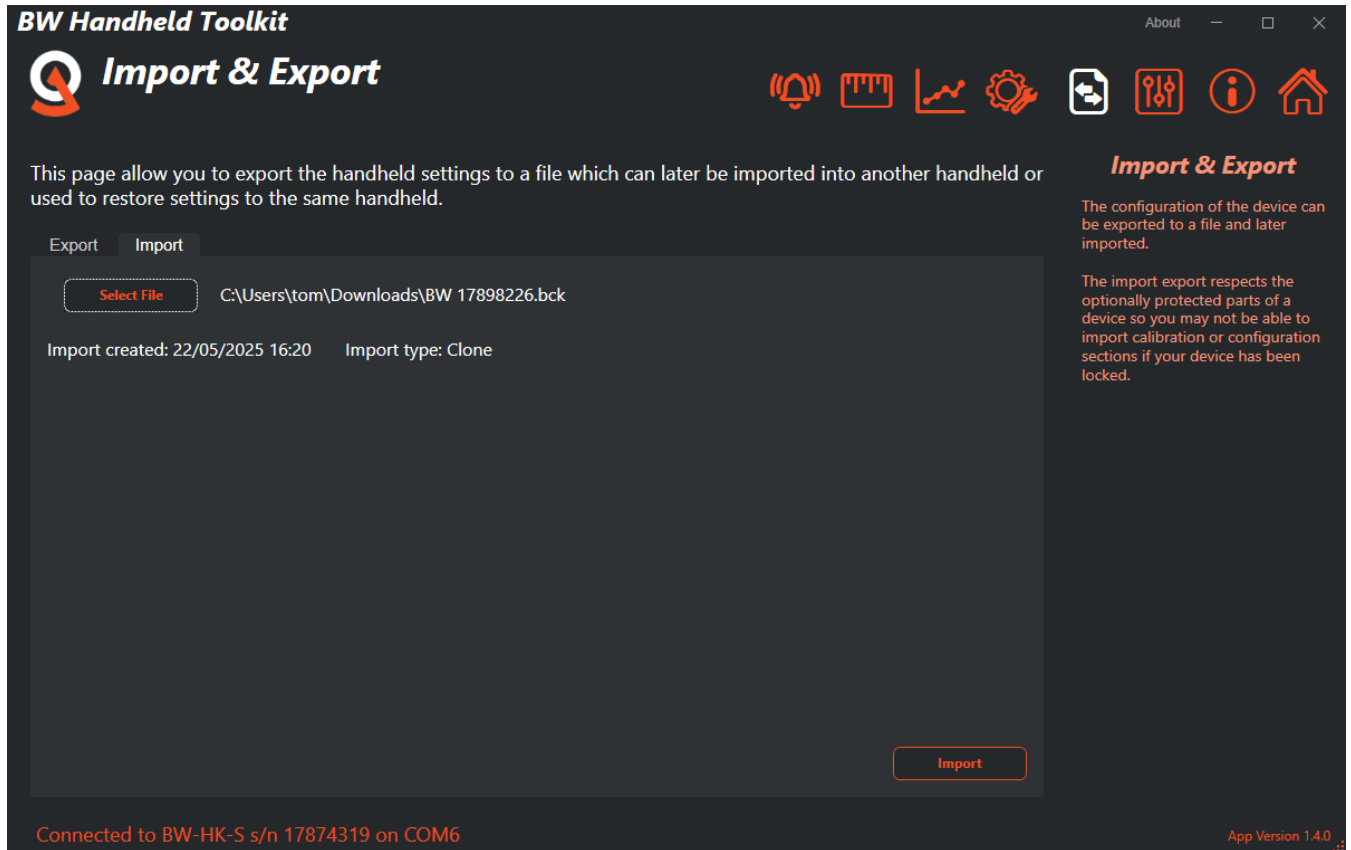 BW Handheld Toolkit
About
Import & Export
This page allow you to export the handheld settings to a file which can later be imported into another handheld or
used to restore settings to the same handheld.
Export Import
Select File C:\Users\tom\Downloads\BW 17898226.bck
Import created: 22/05/2025 16:20 Import type: Clone
Import
Import & Export
The configuration of the device can
be exported to a file and later
imported.
The import export respects the
optionally protected parts of a
device so you may not be able to
import calibration or configuration
sections if your device has been
locked.
Connected to BW-HK-S s/n 17874319 on COM6
App Version 1.4.0